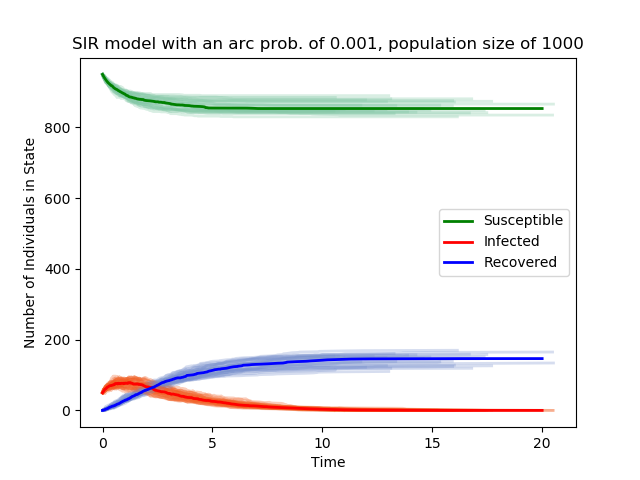 SIR model with an arc prob. of 0.001, population size of 1000
Number of Individuals in State
800
600
400
200
0
Susceptible
Infected
Recovered
0 5 10 15 20
Time